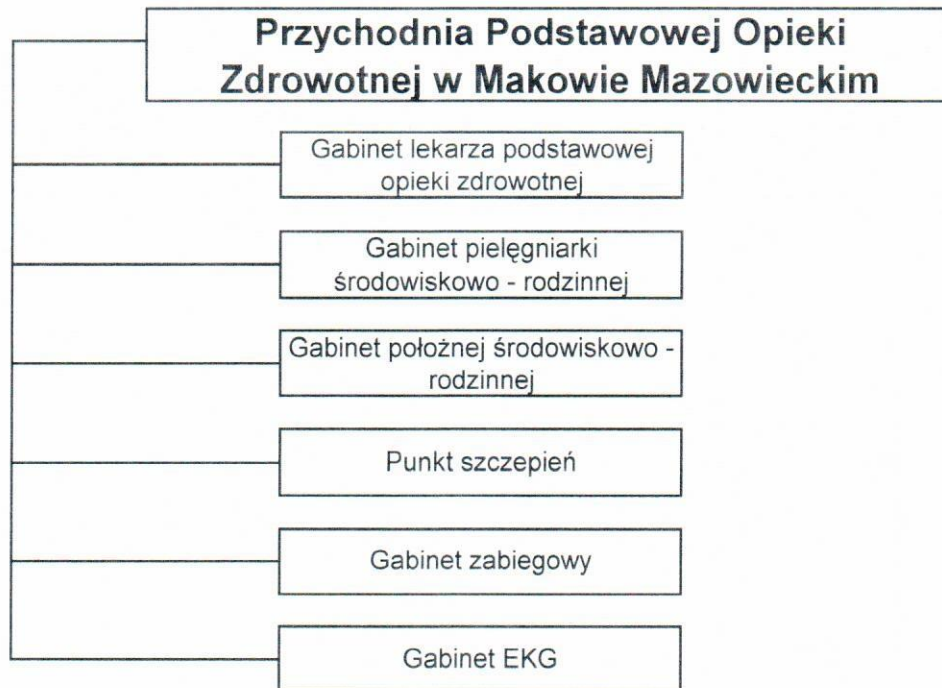 Przychodnia Podstawowej Opieki
Zdrowotnej w Makowie Mazowieckim
Gabinet lekarza podstawowej
opieki zdrowotnej
Gabinet pielęgniarki
środowiskowo - rodzinnej
Gabinet położnej środowiskowo -
rodzinnej
Punkt szczepień
Gabinet zabiegowy
Gabinet EKG